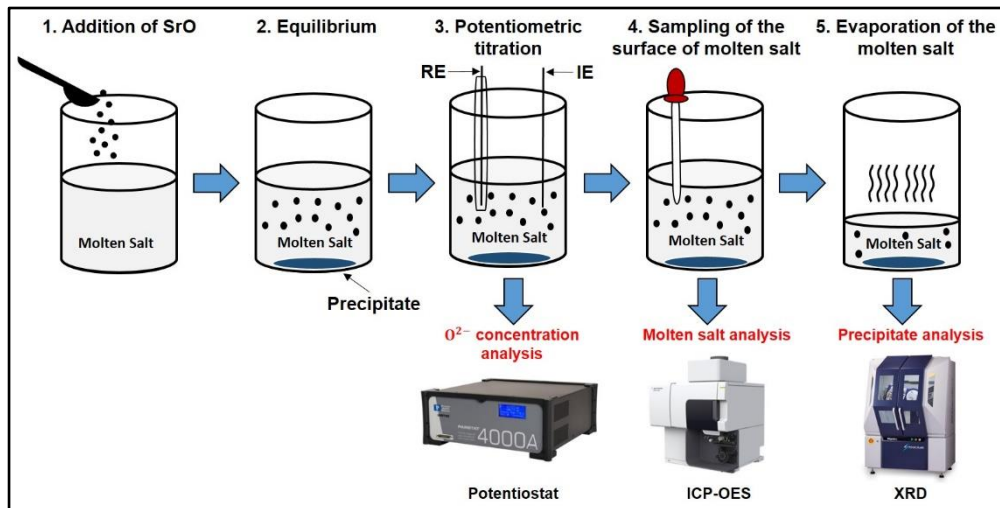 1. Addition of SrO
2. Equilibrium
3. Potentiometric
titration
4. Sampling of the
surface of molten salt
5. Evaporation of the
molten salt
RE
IE
Molten Salt
Molten Salt
Molten Salt
Molten Salt
Molten Salt
Precipitate
O²⁻ concentration
analysis
Molten salt analysis
Precipitate analysis
4000A
Potentiostat
ICP-OES
XRD